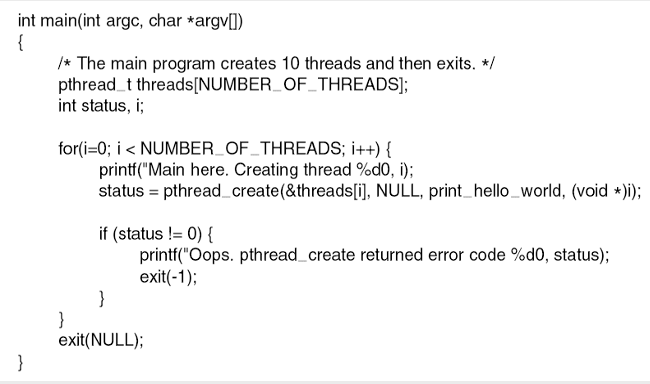 int main(int argc, char *argv[])
{
/* The main program creates 10 threads and then exits. */
pthread_t threads[NUMBER_OF_THREADS];
int status, i;
for(i=0; i < NUMBER_OF_THREADS; i++) {
printf("Main here. Creating thread %d0, i);
status = pthread_create(&threads[i], NULL, print_hello_world, (void *)i);
if (status != 0) {
printf("Oops. pthread_create returned error code %d0, status);
exit(-1);
}
}
exit(NULL);
}